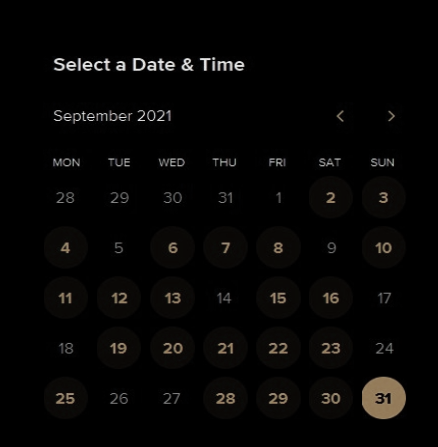 Select a Date & Time
September 2021
MON TUE WED THU FRI SAT SUN
28 29 30 31 1 2 3
4 5 6 7 8 9 10
11 12 13 14 15 16 17
18 19 20 21 22 23 24
25 26 27 28 29 30 31